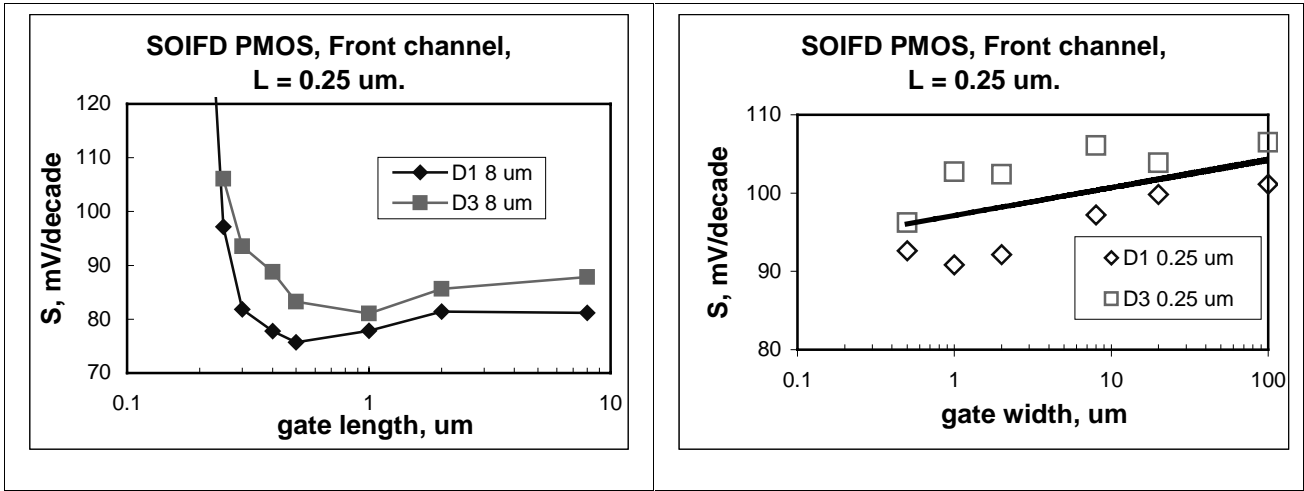 SOIFD PMOS, Front channel,
L = 0.25 um.
120
110
100
90
80
70
S, mV/decade
0.1
1
10
gate length, um
D1 8 um
D3 8 um
SOIFD PMOS, Front channel,
L = 0.25 um.
110
100
90
80
S, mV/decade
0.1
1
10
100
gate width, um
D1 0.25 um
D3 0.25 um